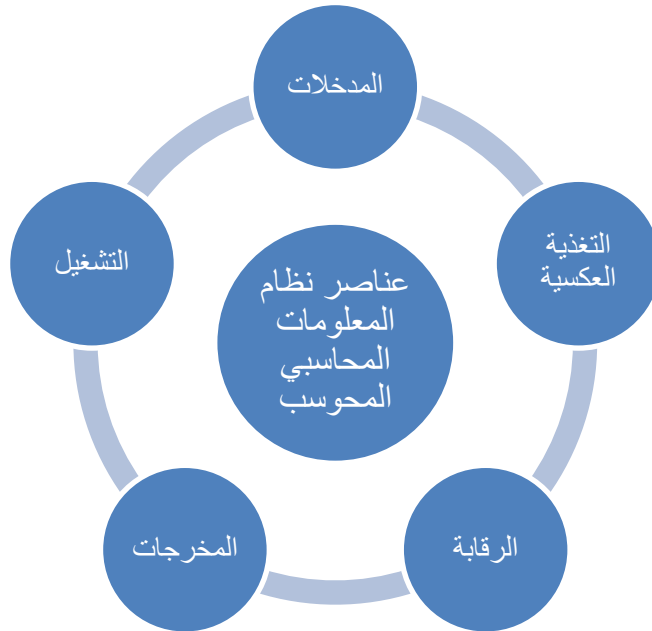 المدخلات
التشغيل
التغذية
العكسية
عناصر نظام
المعلومات
المحاسبي
المحوسب
المخرجات
الرقابة